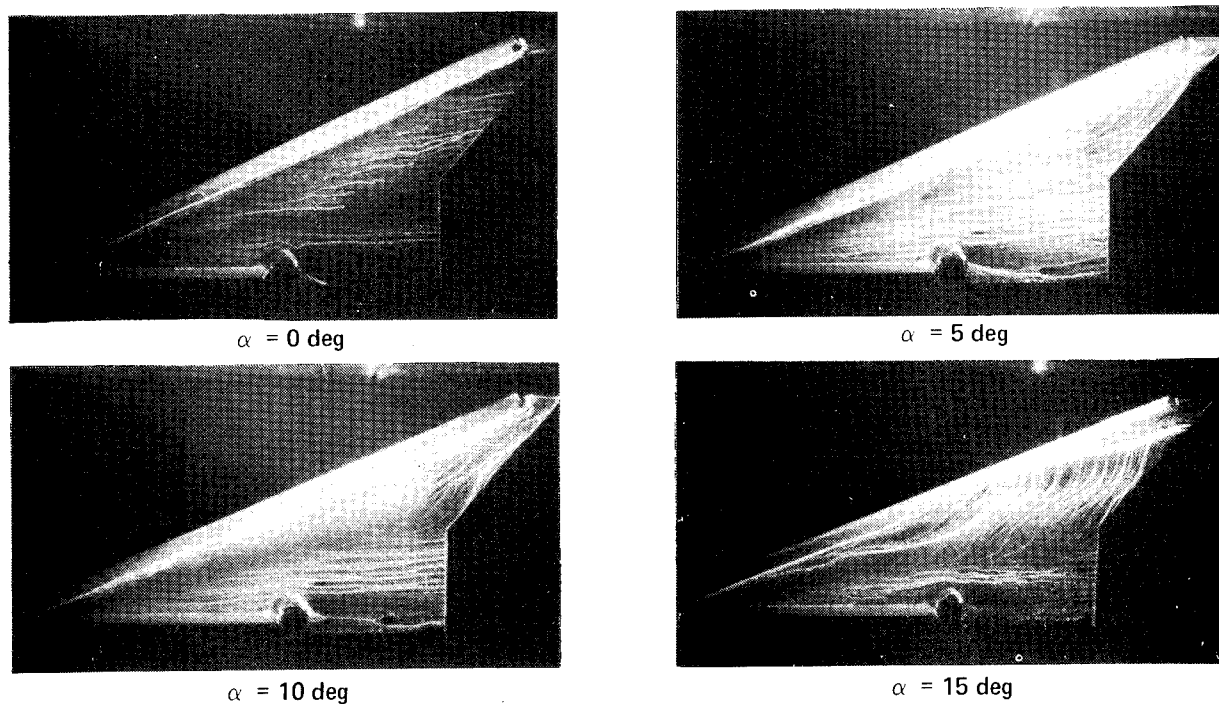 α = 0 deg
α = 5 deg
α = 10 deg
α = 15 deg